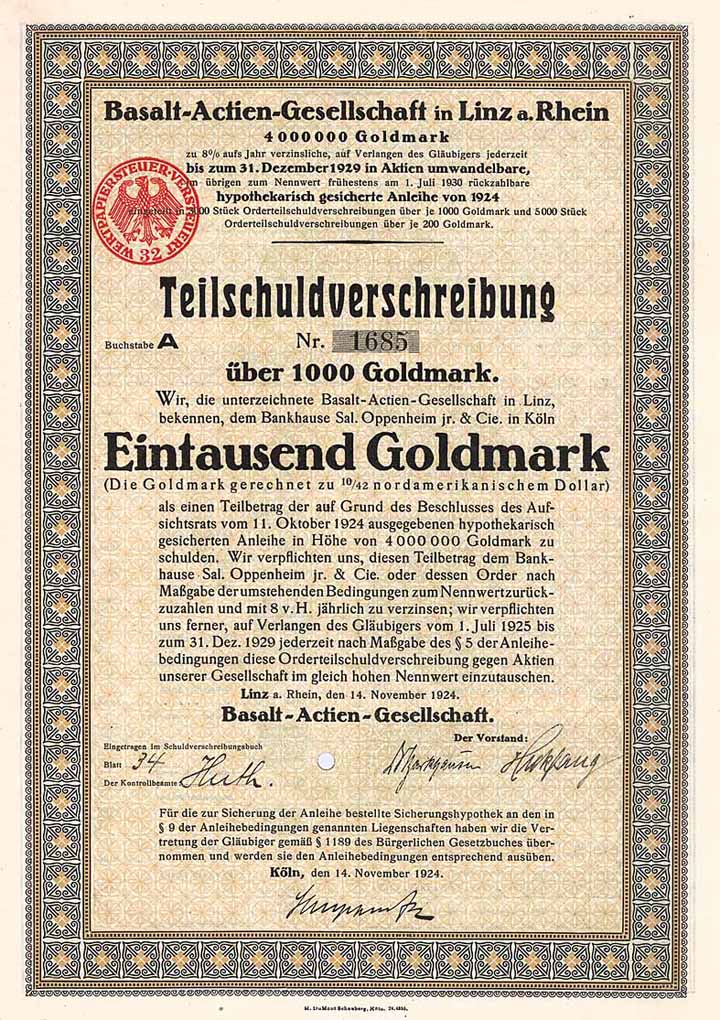 Basalt-Actien-Gesellschaft in Linz a. Rhein
4000000 Goldmark
zu 8% aufs Jahr verzinsliche, auf Verlangen des Gläubigers jederzeit
bis zum 31. Dezember 1929 in Aktien umwandelbare,
im übrigen zum Nennwert frühestens am 1. Juli 1930 rückzahlbare
hypothekarisch gesicherte Anleihe von 1924
eingeteilt in 3000 Stück Orderteilschuldverschreibungen über je 1000 Goldmark und 5000 Stück
Orderteilschuldverschreibungen über je 200 Goldmark.
WERTPAPIERSTEUER-VERSTEUERT
32
Teilschuldverschreibung
Buchstabe A Nr. 1685
über 1000 Goldmark.
Wir, die unterzeichnete Basalt-Actien-Gesellschaft in Linz,
bekennen, dem Bankhause Sal. Oppenheim jr. & Cie. in Köln
Eintausend Goldmark
(Die Goldmark gerechnet zu 10/42 nordamerikanischem Dollar)
als einen Teilbetrag der auf Grund des Beschlusses des Auf-
sichtsrats vom 11. Oktober 1924 ausgegebenen hypothekarisch
gesicherten Anleihe in Höhe von 4000000 Goldmark zu
schulden. Wir verpflichten uns, diesen Teilbetrag dem Bank-
hause Sal. Oppenheim jr. & Cie. oder dessen Order nach
Maßgabe der umstehenden Bedingungen zum Nennwert zurück-
zuzahlen und mit 8 v. H. jährlich zu verzinsen; wir verpflichten
uns ferner, auf Verlangen des Gläubigers vom 1. Juli 1925 bis
zum 31. Dez. 1929 jederzeit nach Maßgabe des § 5 der Anleihe-
bedingungen diese Orderteilschuldverschreibung gegen Aktien
unserer Gesellschaft im gleich hohen Nennwert einzutauschen.
Linz a. Rhein, den 14. November 1924.
Basalt-Actien-Gesellschaft.
Der Vorstand:
Eingetragen im Schuldverschreibungsbuch
Blatt 34
Der Kontrollbeamte: Huth.
Für die zur Sicherung der Anleihe bestellte Sicherungshypothek an den in
§ 9 der Anleihebedingungen genannten Liegenschaften haben wir die Ver-
tretung der Gläubiger gemäß § 1189 des Bürgerlichen Gesetzbuches über-
nommen und werden sie den Anleihebedingungen entsprechend ausüben.
Köln, den 14. November 1924.
M. DuMont Schauberg, Köln.